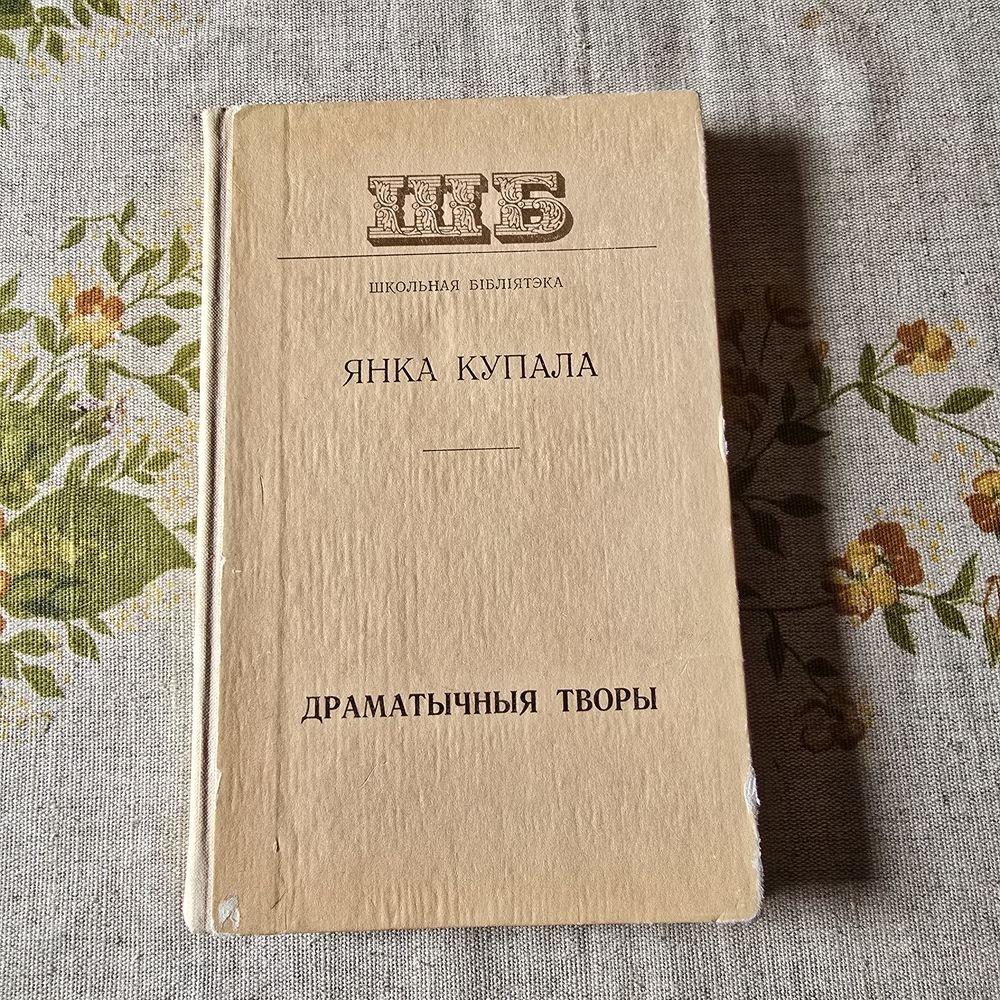 ШБ
ШКОЛЬНАЯ БІБЛІЯТЭКА
ЯНКА КУПАЛА
ДРАМАТЫЧНЫЯ ТВОРЫ